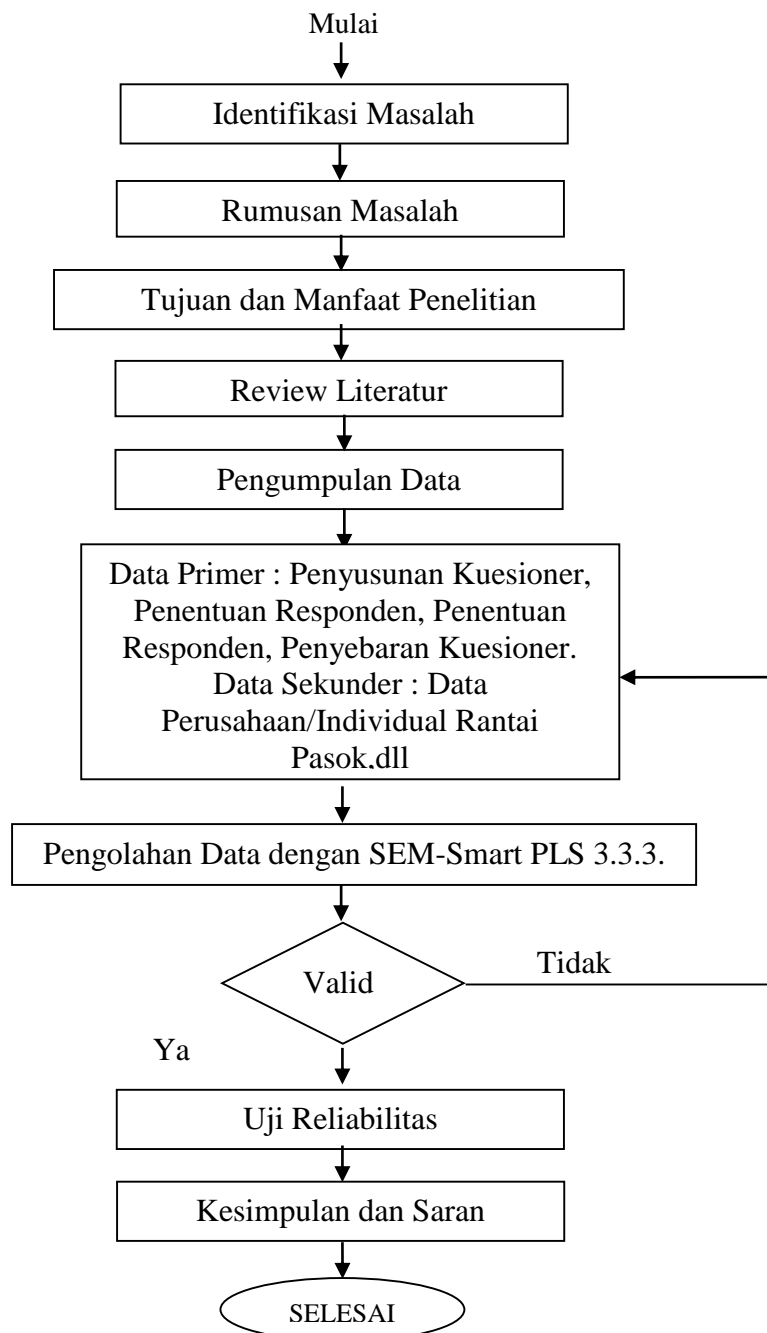 Mulai
Identifikasi Masalah
Rumusan Masalah
Tujuan dan Manfaat Penelitian
Review Literatur
Pengumpulan Data
Data Primer : Penyusunan Kuesioner,
Penentuan Responden, Penentuan
Responden, Penyebaran Kuesioner.
Data Sekunder : Data
Perusahaan/Individual Rantai
Pasok,dll
Pengolahan Data dengan SEM-Smart PLS 3.3.3.
Valid
Tidak
Ya
Uji Reliabilitas
Kesimpulan dan Saran
SELESAI